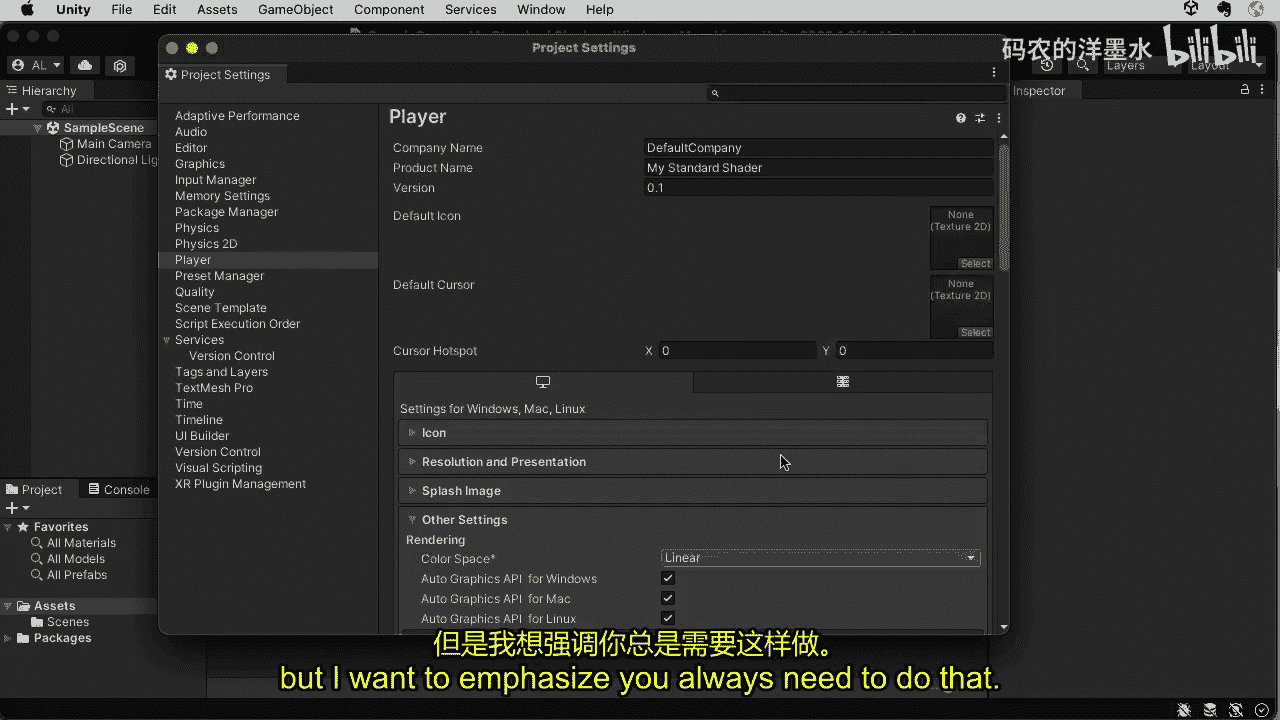 Unity File Edit Assets GameObject Component Services Window Help
Project Settings
码农的洋墨水 bilibili
AL
Layers
Layout
Project Settings
Hierarchy
Inspector
All
SampleScene
Main Camera
Directional Lig
Adaptive Performance
Audio
Editor
Graphics
Input Manager
Memory Settings
Package Manager
Physics
Physics 2D
Player
Preset Manager
Quality
Scene Template
Script Execution Order
Services
Version Control
Tags and Layers
TextMesh Pro
Time
Timeline
UI Builder
Version Control
Visual Scripting
XR Plugin Management
Player
Company Name DefaultCompany
Product Name My Standard Shader
Version 0.1
Default Icon
None
(Texture 2D)
Select
Default Cursor
None
(Texture 2D)
Select
Cursor Hotspot X 0 Y 0
Settings for Windows, Mac, Linux
Icon
Resolution and Presentation
Splash Image
Other Settings
Rendering
Color Space* Linear
Auto Graphics API for Windows
Auto Graphics API for Mac
Auto Graphics API for Linux
Project Console
Favorites
All Materials
All Models
All Prefabs
Assets
Scenes
Packages
但是我想强调你总是需要这样做。
but I want to emphasize you always need to do that.